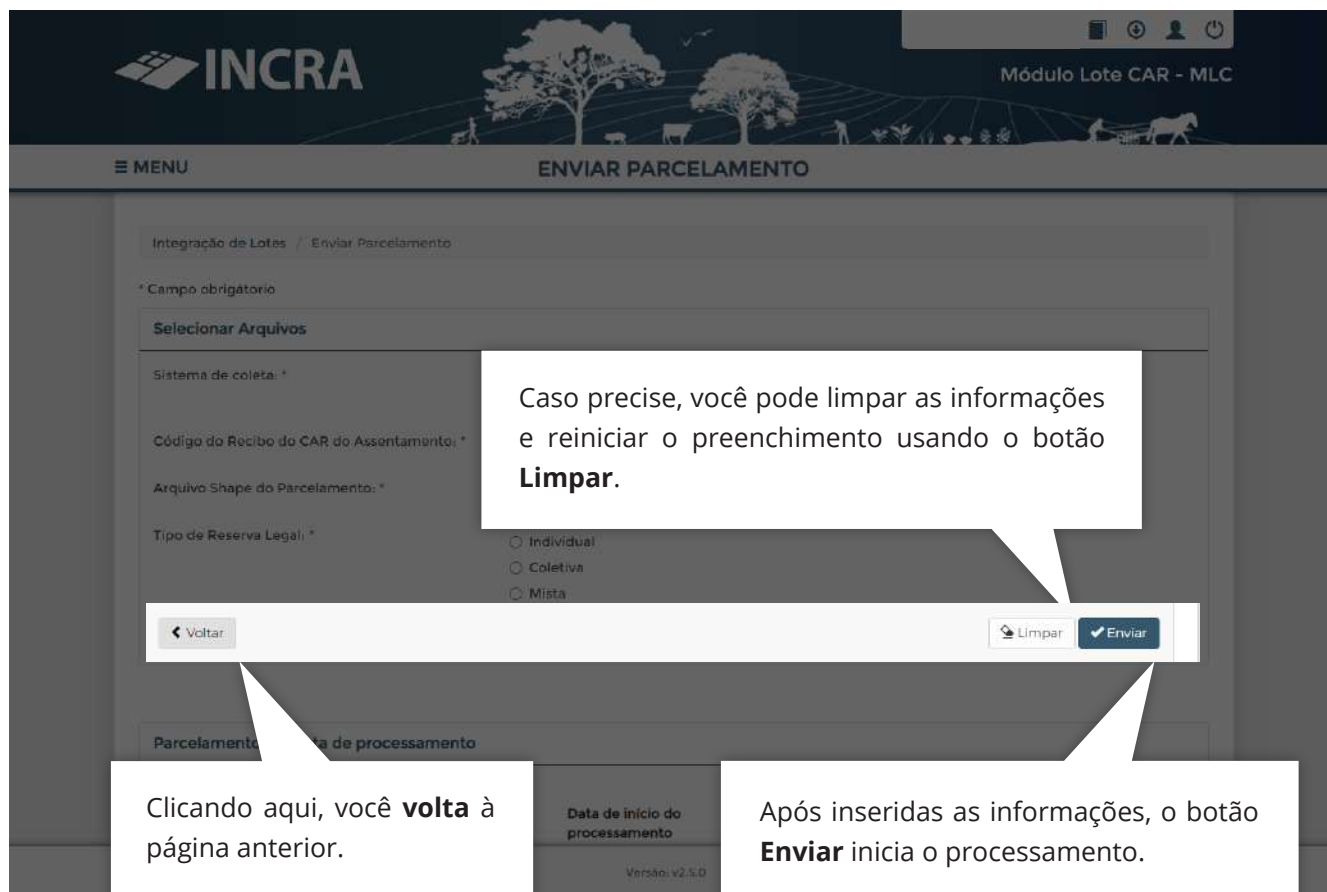 INCRA
Módulo Lote CAR - MLC
MENU
ENVIAR PARCELAMENTO
Integração de Lotes / Enviar Parcelamento
* Campo obrigatorio
Selecionar Arquivos
Sistema de coleta: *
Código do Recibo do CAR do Assentamento: *
Arquivo Shape do Parcelamento: *
Tipo de Reserva Legal: *
Individual
Coletiva
Mista
Caso precise, você pode limpar as informações
e reiniciar o preenchimento usando o botão
Limpar.
Voltar
Limpar
Enviar
Parcelamento de processamento
Clicando aqui, você volta à
página anterior.
Data de início do
processamento
Após inseridas as informações, o botão
Enviar inicia o processamento.
Versão: v2.5.0